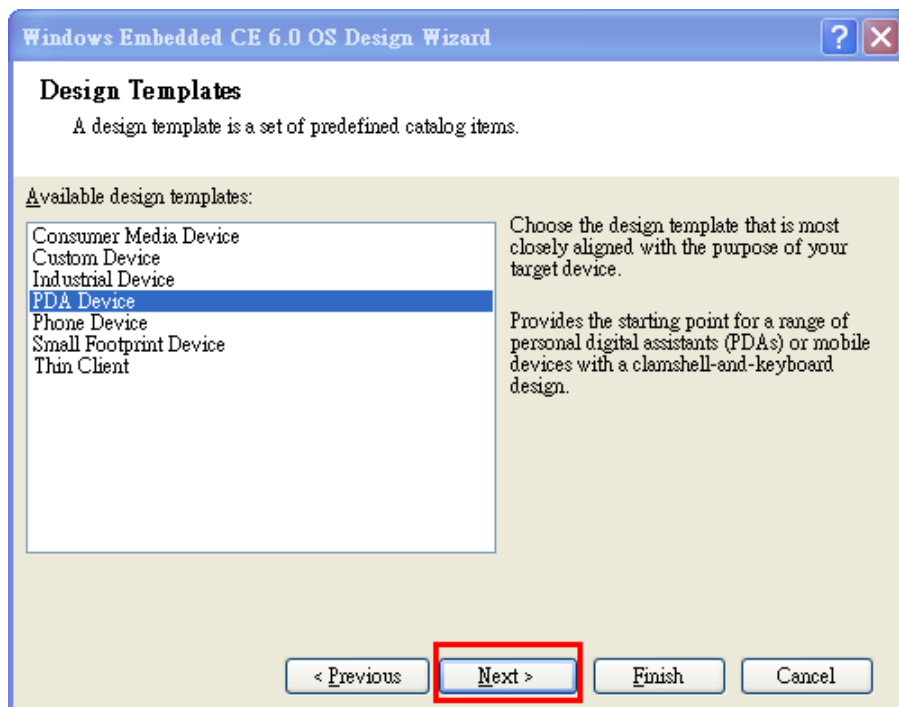 Windows Embedded CE 6.0 OS Design Wizard
Design Templates
A design template is a set of predefined catalog items.
Available design templates:
Consumer Media Device
Custom Device
Industrial Device
PDA Device
Phone Device
Small Footprint Device
Thin Client
Choose the design template that is most
closely aligned with the purpose of your
target device.
Provides the starting point for a range of
personal digital assistants (PDAs) or mobile
devices with a clamshell-and-keyboard
design.
< Previous
Next >
Finish
Cancel